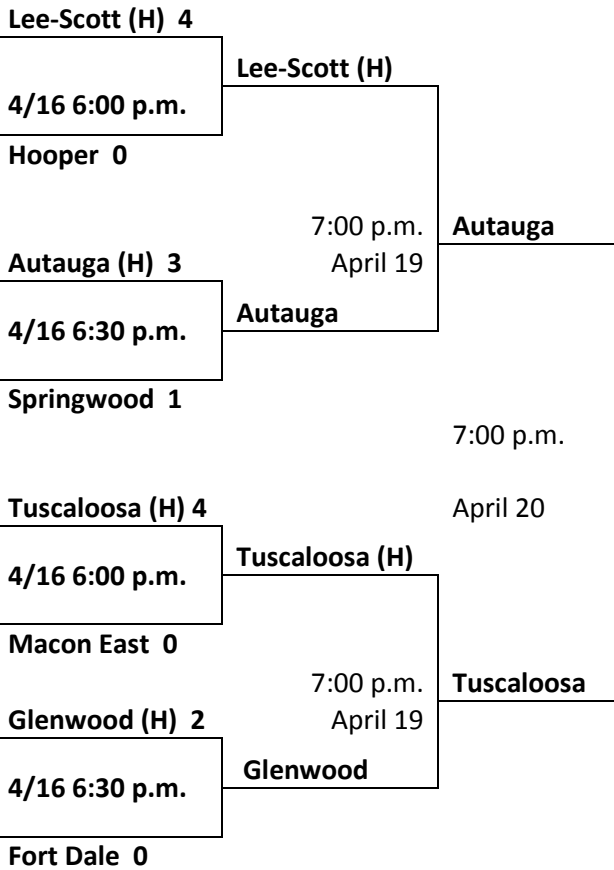 Lee-Scott (H) 4
Lee-Scott (H)
4/16 6:00 p.m.
Hooper 0
7:00 p.m.
Autauga
Autauga (H) 3
April 19
Autauga
4/16 6:30 p.m.
Springwood 1
7:00 p.m.
Tuscaloosa (H) 4
April 20
Tuscaloosa (H)
4/16 6:00 p.m.
Macon East 0
7:00 p.m.
Tuscaloosa
Glenwood (H) 2
April 19
Glenwood
4/16 6:30 p.m.
Fort Dale 0